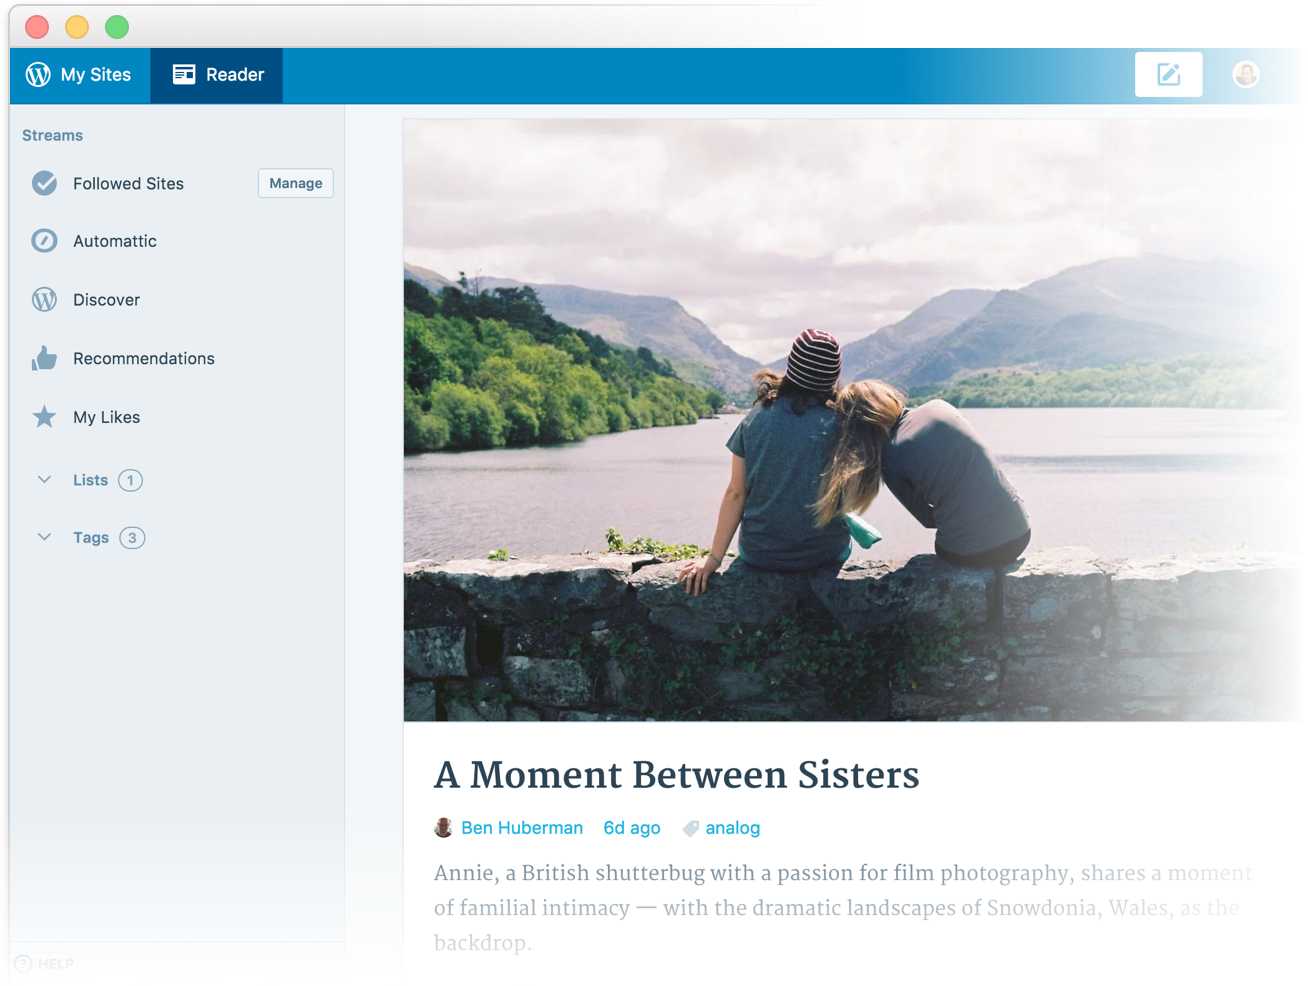 My Sites
Reader
Streams
Followed Sites
Manage
Automattic
Discover
Recommendations
My Likes
Lists 1
Tags 3
HELP
A Moment Between Sisters
Ben Huberman 6d ago analog
Annie, a British shutterbug with a passion for film photography, shares a moment
of familial intimacy — with the dramatic landscapes of Snowdonia, Wales, as the
backdrop.